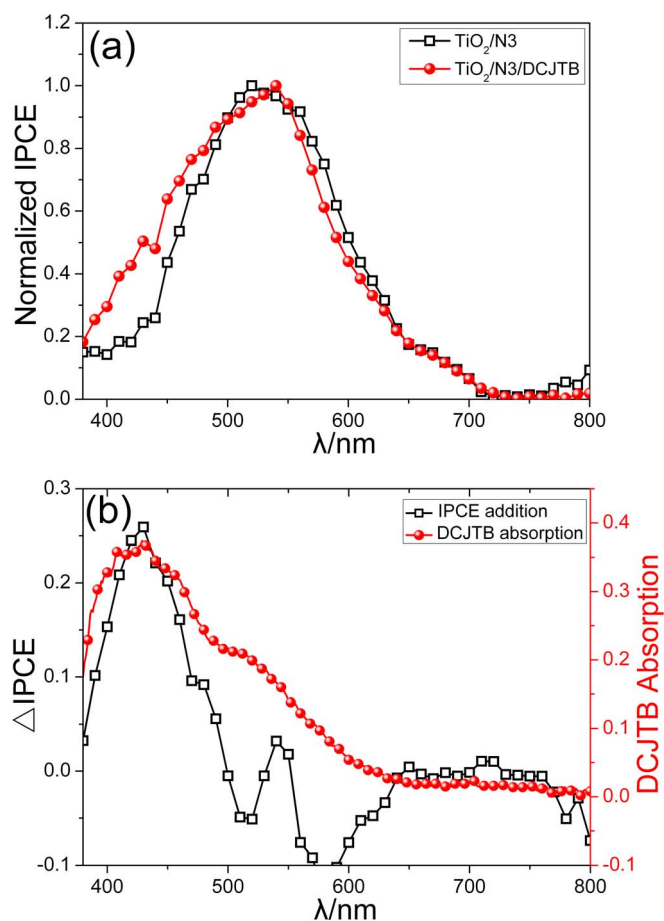 (a)
TiO₂/N3
TiO₂/N3/DCJTB
Normalized IPCE
1.2
1.0
0.8
0.6
0.4
0.2
0.0
400 500 600 700 800
λ/nm
(b)
IPCE addition
DCJTB absorption
△IPCE
0.3
0.2
0.1
0.0
-0.1
DCJTB Absorption
0.4
0.3
0.2
0.1
0.0
-0.1
400 500 600 700 800
λ/nm